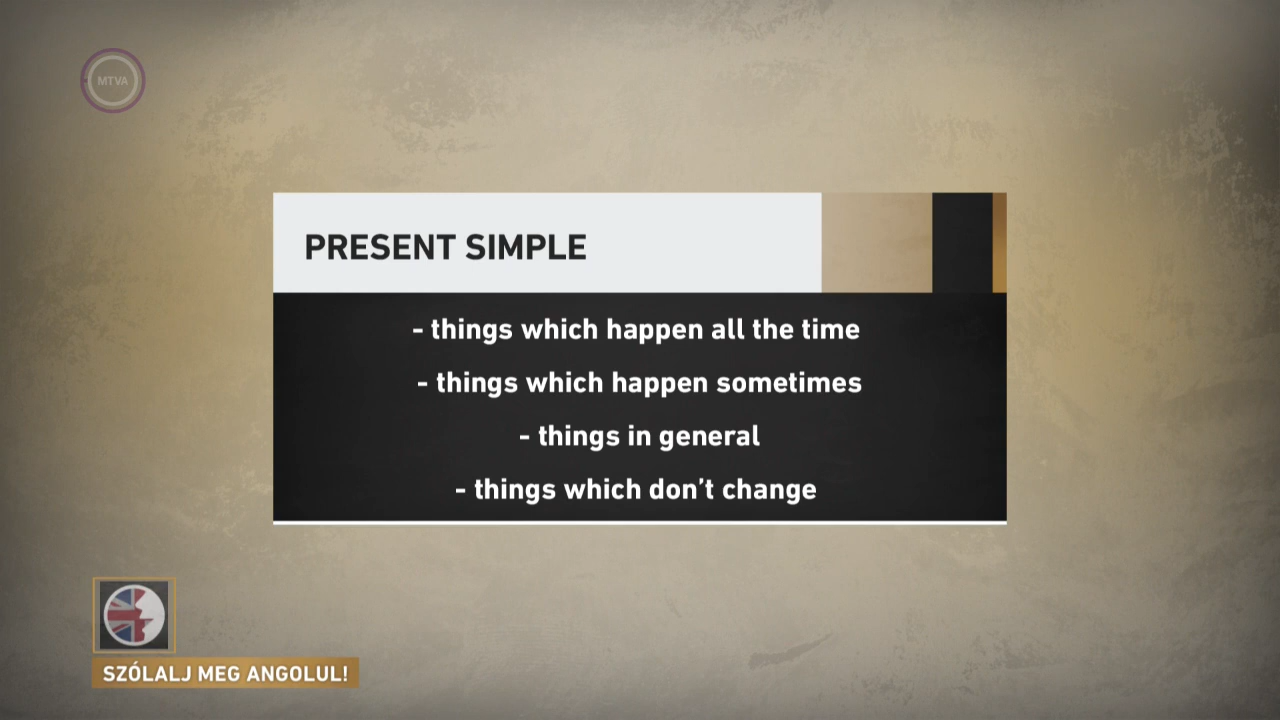 MTVA
PRESENT SIMPLE
- things which happen all the time
- things which happen sometimes
- things in general
- things which don’t change
SZÓLALJ MEG ANGOLUL!